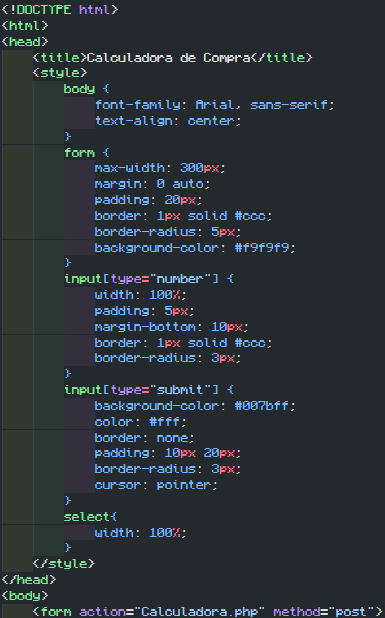 <!DOCTYPE html>
<html>
<head>
    <title>Calculadora de Compra</title>
    <style>
        body {
            font-family: Arial, sans-serif;
            text-align: center;
        }
        form {
            max-width: 300px;
            margin: 0 auto;
            padding: 20px;
            border: 1px solid #ccc;
            border-radius: 5px;
            background-color: #f9f9f9;
        }
        input[type="number"] {
            width: 100%;
            padding: 5px;
            margin-bottom: 10px;
            border: 1px solid #ccc;
            border-radius: 3px;
        }
        input[type="submit"] {
            background-color: #007bff;
            color: #fff;
            border: none;
            padding: 10px 20px;
            border-radius: 3px;
            cursor: pointer;
        }
        select{
            width: 100%;
        }
    </style>
</head>
<body>
    <form action="Calculadora.php" method="post">